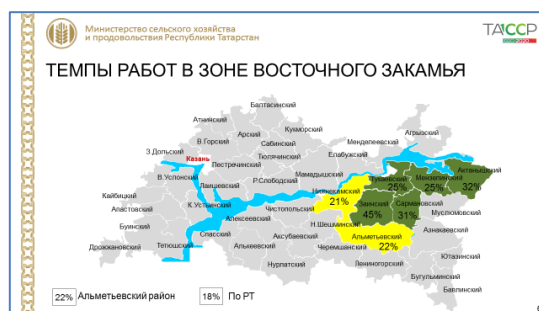 Министерство сельского хозяйства
и продовольствия Республики Татарстан
ТАССР
ТЕМПЫ РАБОТ В ЗОНЕ ВОСТОЧНОГО ЗАКАМЬЯ
Балтасинский
Атнинский
Кукморский
Арский
Агрызский
В.Горский
Сабинский
Менделеевский
З.Дольский
Казань
Тюлячинский
Елабужский
Пестречинский
Актанышский
В.Услонский
Мамадышский
Тукаевский
Мензелинский
Лаишевский
Р.Слободский
25%
25%
32%
Кайбицкий
Нижнекамский
К.Устьинский
21%
Заинский
Сармановский
Апастовский
Чистопольский
45%
31%
Муслюмовский
Алексеевский
Буинский
Спасский
Н.Шешминский
Азнакаевский
Тетюшский
Аксубаевский
Альметьевский
Дрожжановский
Алькеевский
Черемшанский
22%
Ютазинский
Нурлатский
Лениногорский
Бугульминский
22% Альметьевский район
18% По РТ
Бавлинский